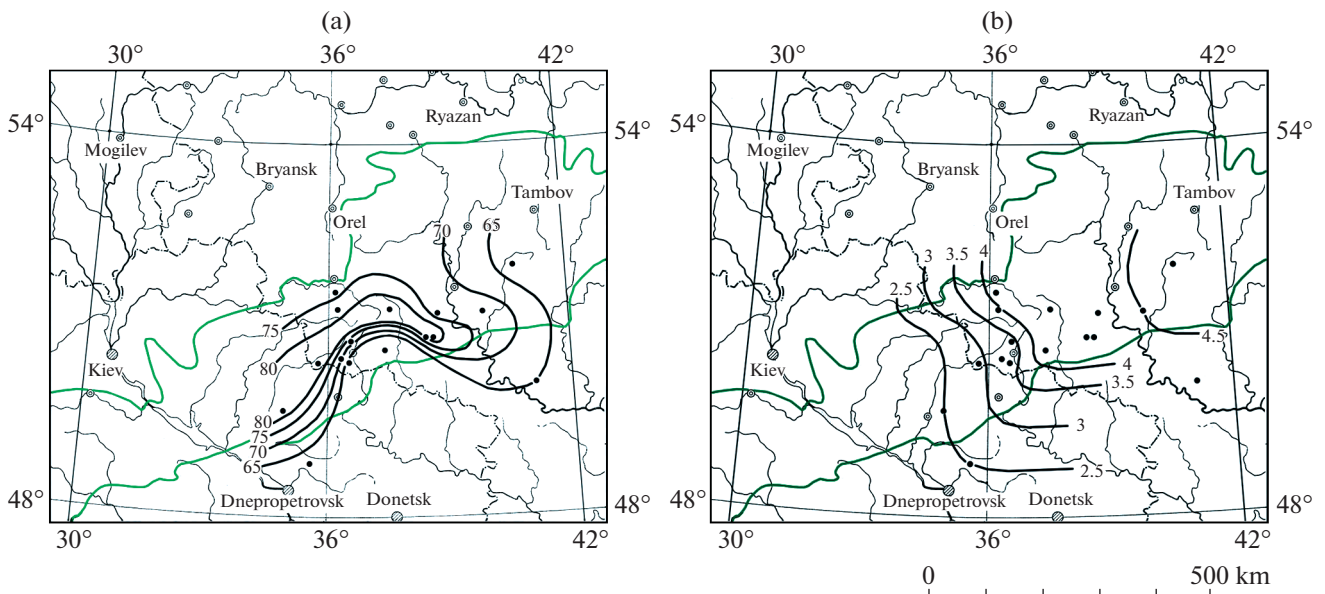 (a)
30° 36° 42°
54° 54°
Ryazan
Mogilev
Bryansk
Tambov
Orel
70 65
75
80
Kiev
80
75
70
65
Dnepropetrovsk Donetsk
48° 48°
30° 36° 42°
(b)
30° 36° 42°
54° 54°
Ryazan
Mogilev
Bryansk
Tambov
Orel
3 3.5 4
2.5
4.5
Kiev
4
3.5
3
2.5
Dnepropetrovsk Donetsk
48° 48°
30° 36° 42°
0 500 km